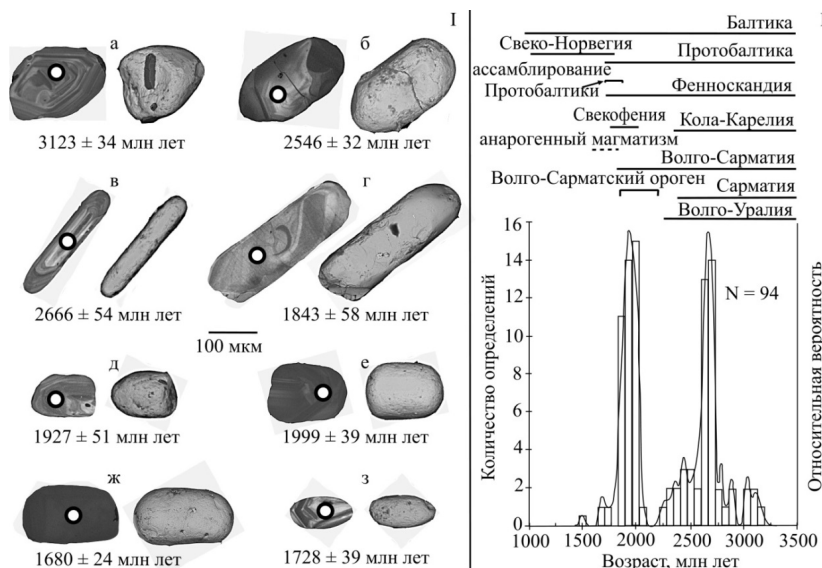 I
а
б
3123 ± 34 млн лет
2546 ± 32 млн лет
в
г
2666 ± 54 млн лет
1843 ± 58 млн лет
100 мкм
д
е
1927 ± 51 млн лет
1999 ± 39 млн лет
ж
з
1680 ± 24 млн лет
1728 ± 39 млн лет
Балтика
Свеко-Норвегия
Протобалтика
ассамблирование
Протобалтики
Фенноскандия
Свекофения
Кола-Карелия
анарогенный магматизм
Волго-Сарматия
Волго-Сарматский ороген
Сарматия
Волго-Уралия
16
14
12
10
8
6
4
2
0
N = 94
Количество определений
Относительная вероятность
1000 1500 2000 2500 3000 3500
Возраст, млн лет